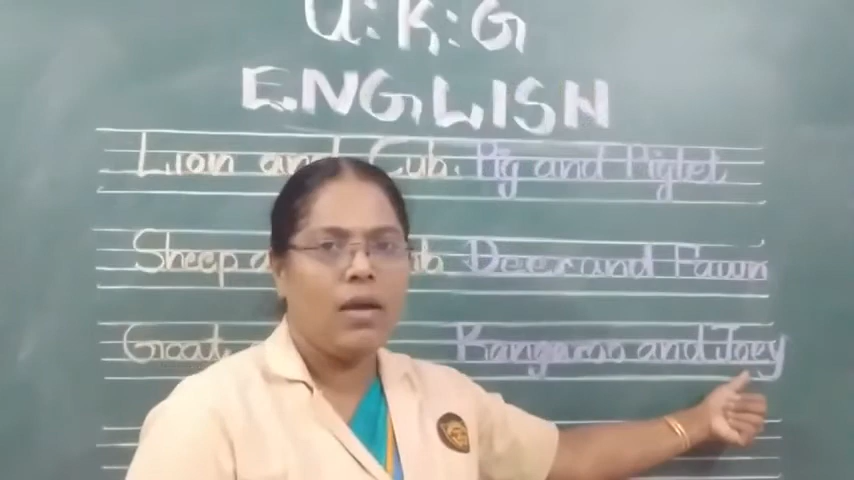 U:K:G
ENGLISH
Lion and Cub. Pig and Piglet
Sheep Deer and Fawn
Goat Kangaroo and Joey